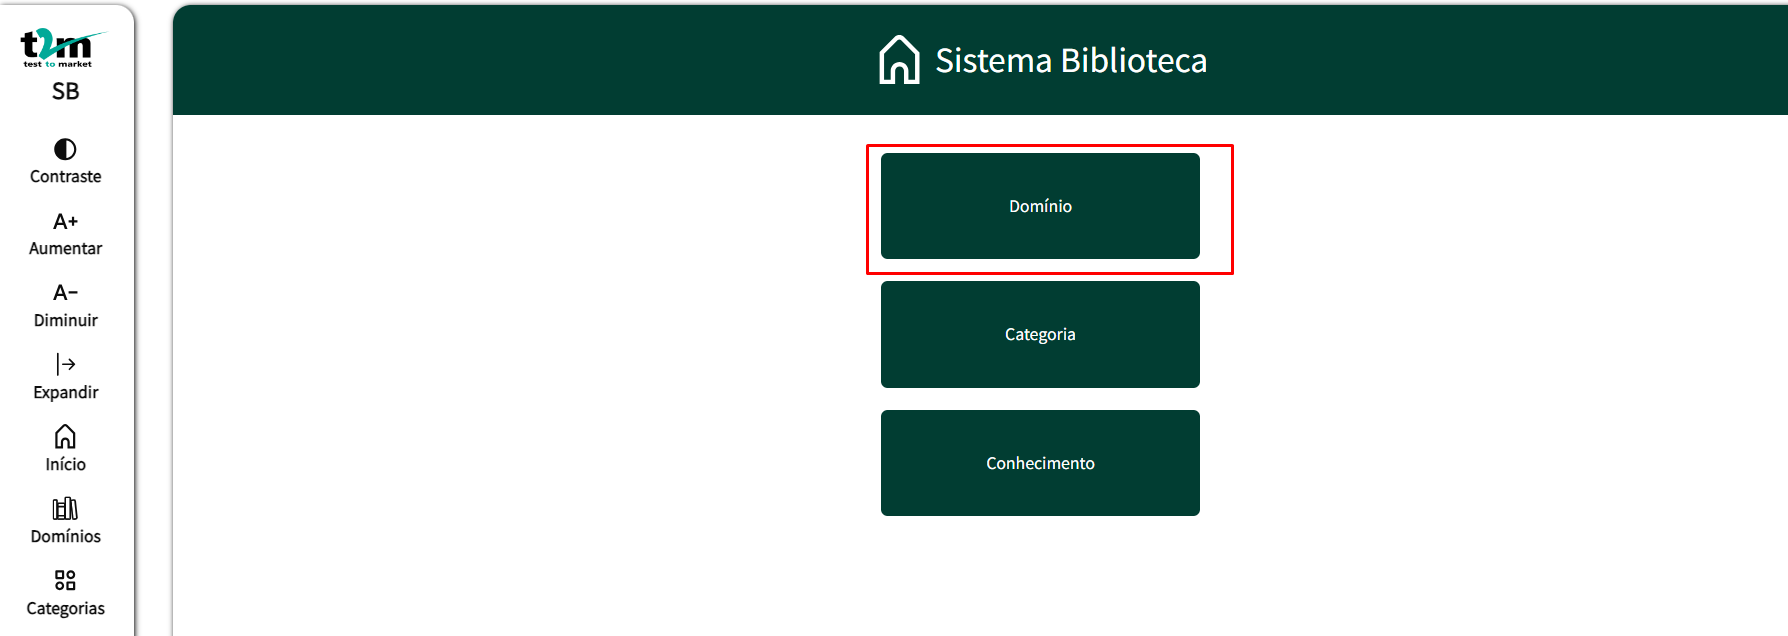 t2m
test to market
SB
Contraste
A+
Aumentar
A-
Diminuir
Expandir
Início
Domínios
Categorias
Sistema Biblioteca
Domínio
Categoria
Conhecimento